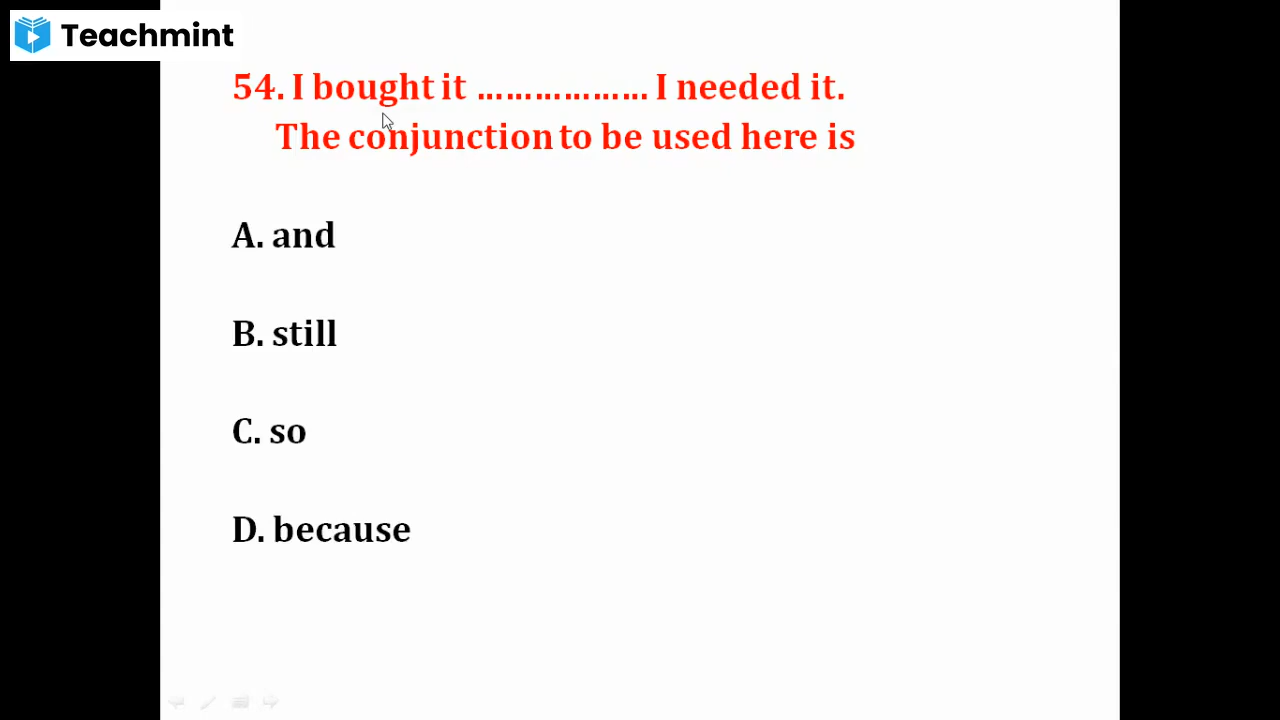 Teachmint
54. I bought it .................. I needed it.
The conjunction to be used here is
A. and
B. still
C. so
D. because